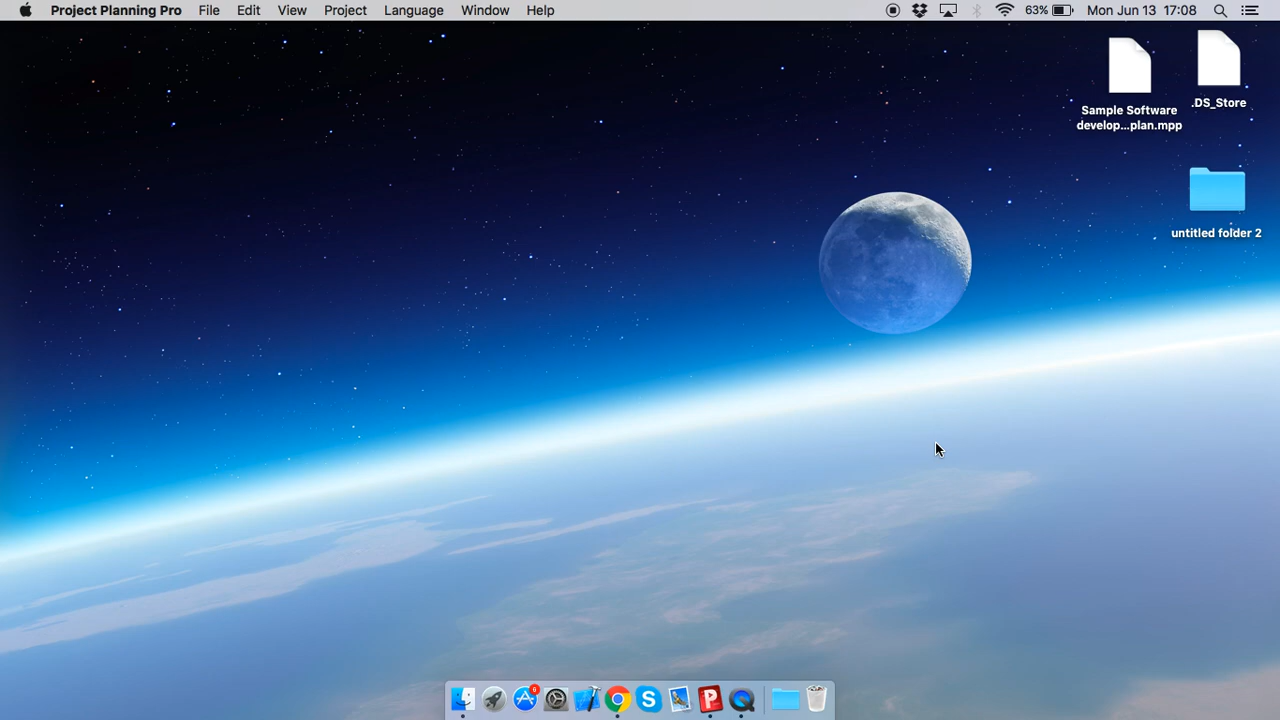 Project Planning Pro File Edit View Project Language Window Help 63% Mon Jun 13 17:08
Sample Software
develop...plan.mpp
.DS_Store
untitled folder 2